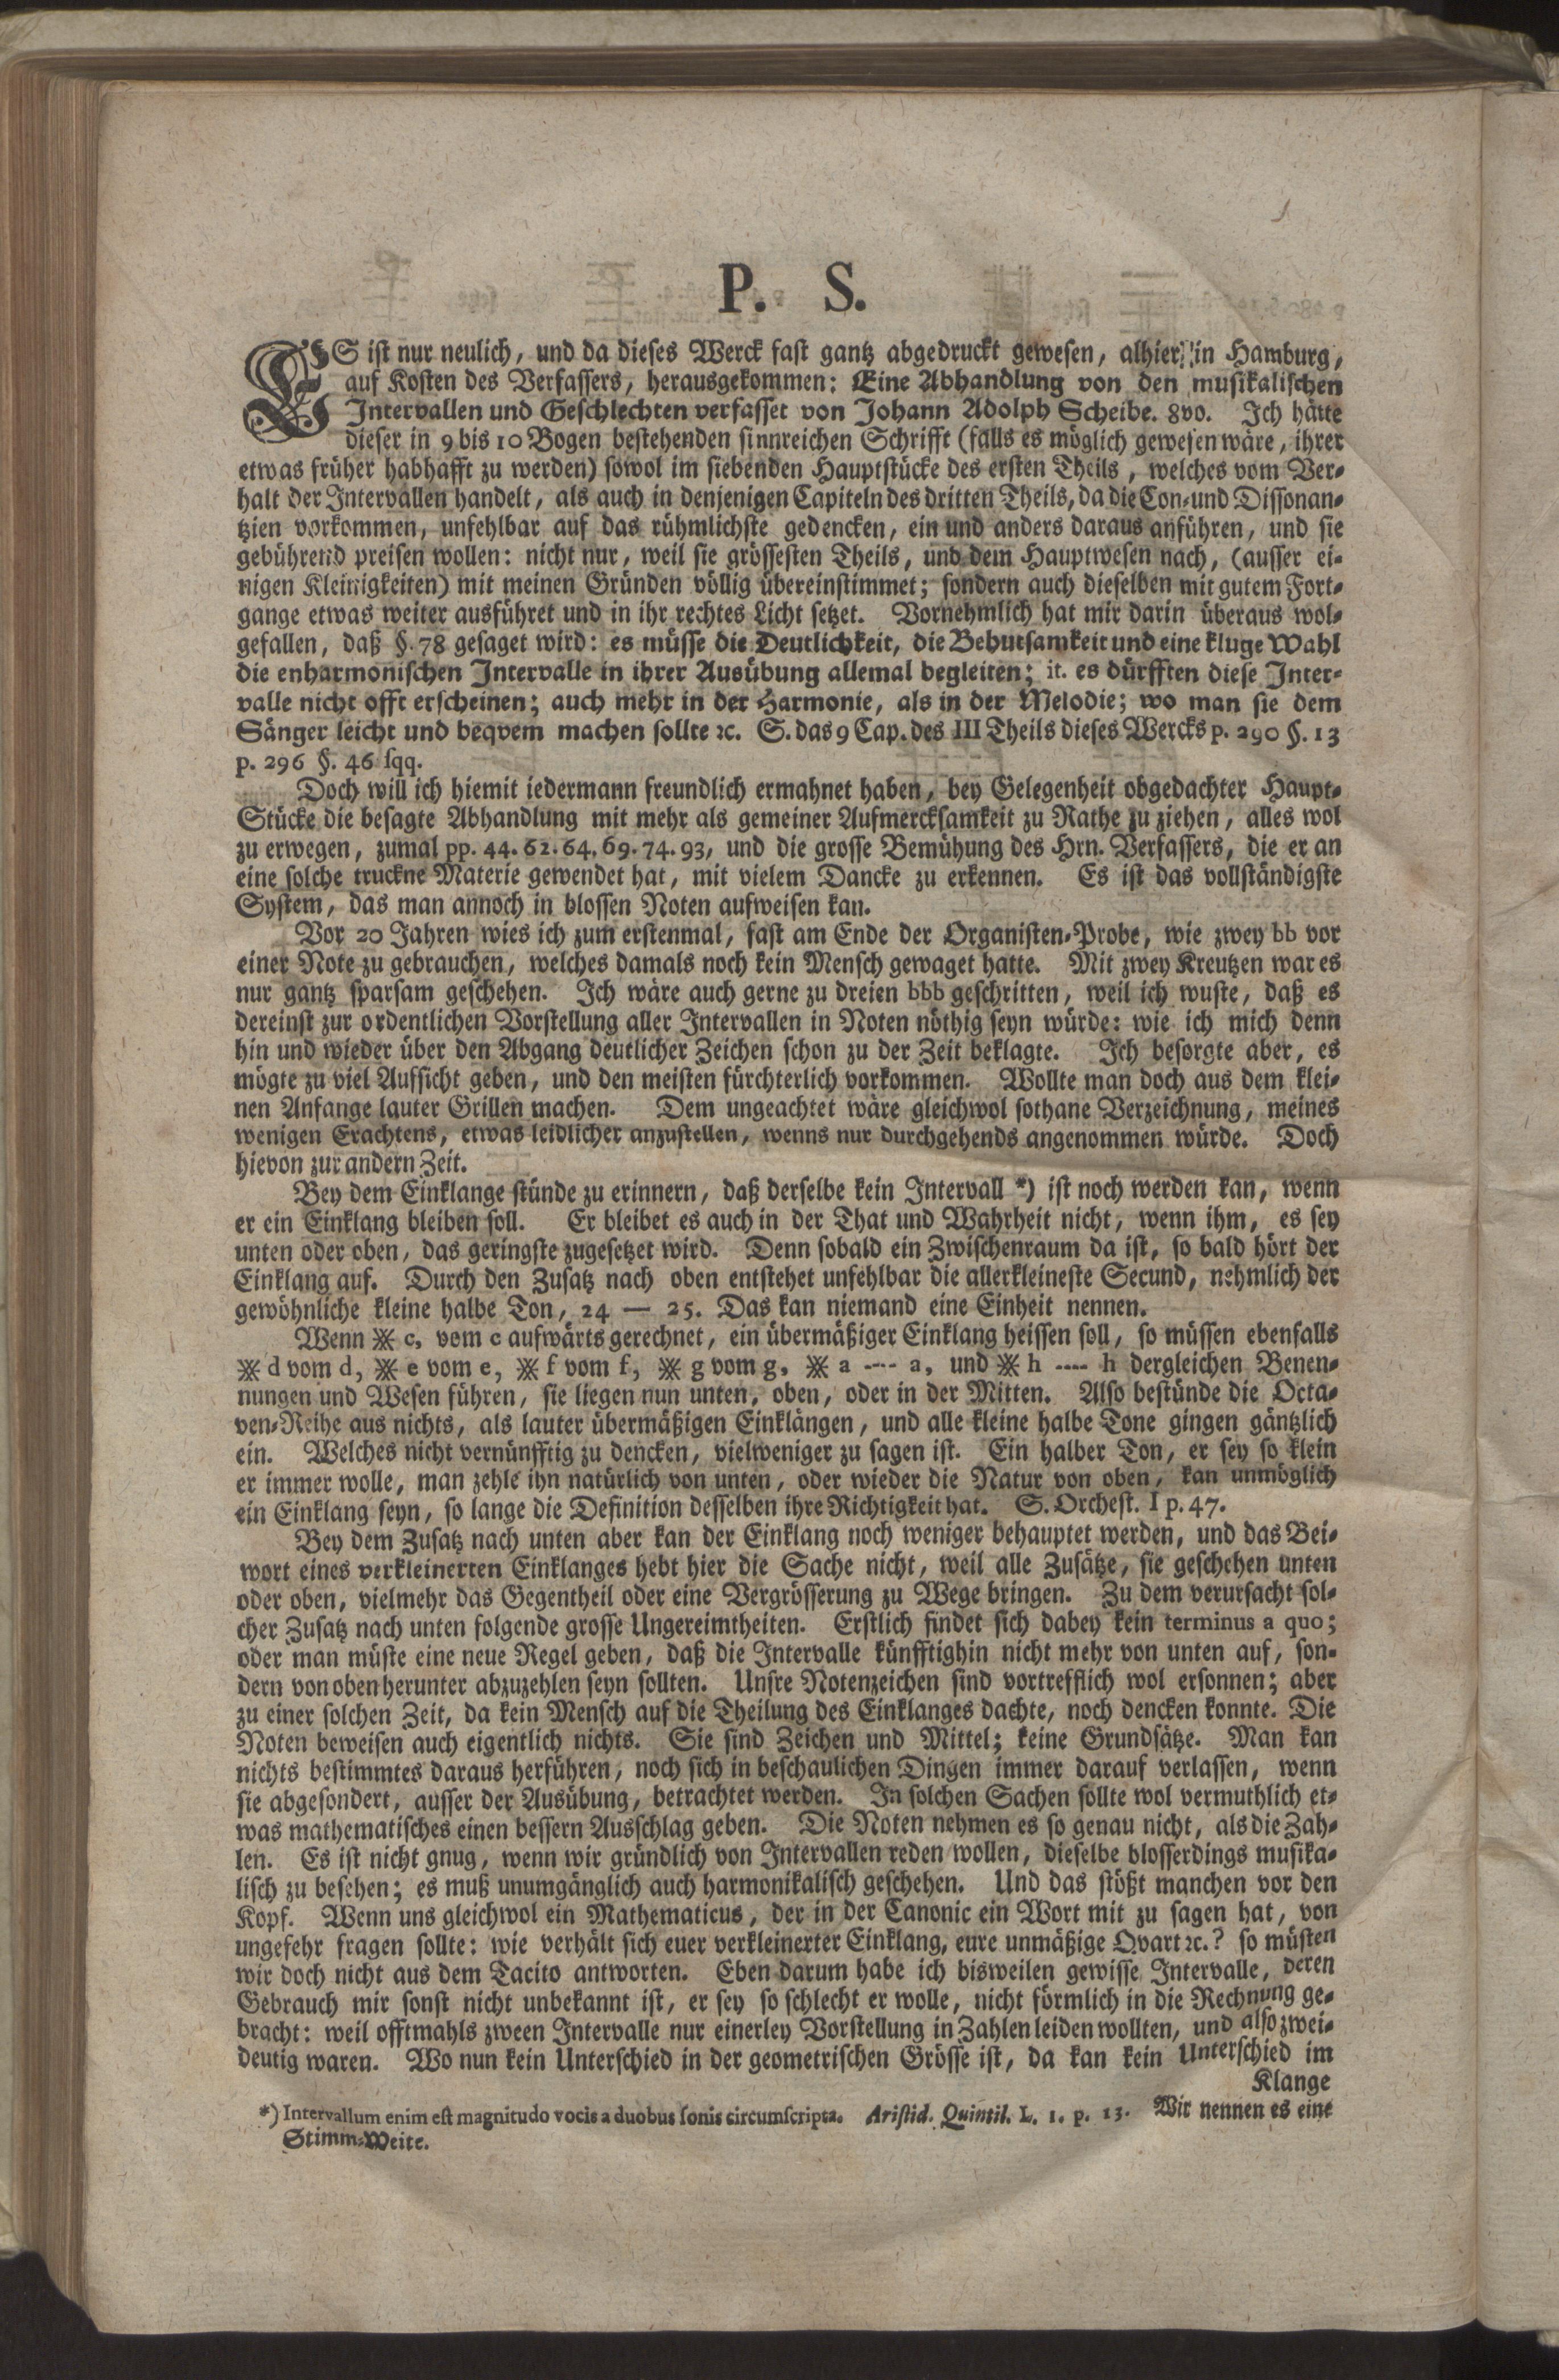 P. S.
ES ist nur neulich, und da dieses Werck fast gantz abgedruckt gewesen, alhier in Hamburg,
auf Kosten des Verfassers, herausgekommen: Eine Abhandlung von den musikalischen
Intervallen und Geschlechten verfasset von Johann Adolph Scheibe. 8vo. Ich hätte
dieser in 9 bis 10 Bogen bestehenden sinnreichen Schrifft (falls es möglich gewesen wäre, ihrer
etwas früher habhafft zu werden) sowol im siebenden Hauptstücke des ersten Theils, welches vom Ver-
halt der Intervallen handelt, als auch in denjenigen Capiteln des dritten Theils, da die Con- und Dissonan-
tzien vorkommen, unfehlbar auf das rühmlichste gedencken, ein und anders daraus anführen, und sie
gebührend preisen wollen: nicht nur, weil sie grössesten Theils, und dem Hauptwesen nach, (ausser ei-
nigen Kleinigkeiten) mit meinen Gründen völlig übereinstimmet; sondern auch dieselben mit gutem Fort-
gange etwas weiter ausführet und in ihr rechtes Licht setzet. Vornehmlich hat mir darin überaus wol-
gefallen, daß §. 78 gesaget wird: es müsse die Deutlichkeit, die Behutsamkeit und eine kluge Wahl
die enharmonischen Intervalle in ihrer Ausübung allemal begleiten; it. es dürfften diese Inter-
valle nicht offt erscheinen; auch mehr in der Harmonie, als in der Melodie; wo man sie dem
Sänger leicht und beqvem machen sollte ꝛc. S. das 9 Cap. des III Theils dieses Wercks p. 290 §. 13
p. 296 §. 46 sqq.
Doch will ich hiemit iedermann freundlich ermahnet haben, bey Gelegenheit obgedachter Haupt-
Stücke die besagte Abhandlung mit mehr als gemeiner Aufmercksamkeit zu Rathe zu ziehen, alles wol
zu erwegen, zumal pp. 44. 62. 64. 69. 74. 93, und die grosse Bemühung des Hrn. Verfassers, die er an
eine solche truckne Materie gewendet hat, mit vielem Dancke zu erkennen. Es ist das vollständigste
System, das man annoch in blossen Noten aufweisen kan.
Vor 20 Jahren wies ich zum erstenmal, fast am Ende der Organisten-Probe, wie zwey bb vor
einer Note zu gebrauchen, welches damals noch kein Mensch gewaget hatte. Mit zwey Kreutzen war es
nur gantz sparsam geschehen. Ich wäre auch gerne zu dreien bbb geschritten, weil ich wuste, daß es
dereinst zur ordentlichen Vorstellung aller Intervallen in Noten nöthig seyn würde: wie ich mich denn
hin und wieder über den Abgang deutlicher Zeichen schon zu der Zeit beklagte. Ich besorgte aber, es
mögte zu viel Aufsicht geben, und den meisten fürchterlich vorkommen. Wollte man doch aus dem klei-
nen Anfange lauter Grillen machen. Dem ungeachtet wäre gleichwol sothane Verzeichnung, meines
wenigen Erachtens, etwas leidlicher anzustellen, wenns nur durchgehends angenommen würde. Doch
hievon zur andern Zeit.
Bey dem Einklange stünde zu erinnern, daß derselbe kein Intervall *) ist noch werden kan, wenn
er ein Einklang bleiben soll. Er bleibet es auch in der That und Wahrheit nicht, wenn ihm, es sey
unten oder oben, das geringste zugesetzet wird. Denn sobald ein Zwischenraum da ist, so bald hört der
Einklang auf. Durch den Zusatz nach oben entstehet unfehlbar die allerkleineste Secund, nehmlich der
gewöhnliche kleine halbe Ton, 24 — 25. Das kan niemand eine Einheit nennen.
Wenn ※ c, vom c aufwärts gerechnet, ein übermäßiger Einklang heissen soll, so müssen ebenfalls
※ d vom d, ※ e vom e, ※ f vom f, ※ g vom g, ※ a ---- a, und ※ h ---- h dergleichen Benen-
nungen und Wesen führen, sie liegen nun unten, oben, oder in der Mitten. Also bestünde die Octa-
ven-Reihe aus nichts, als lauter übermäßigen Einklängen, und alle kleine halbe Tone gingen gäntzlich
ein. Welches nicht vernünfftig zu dencken, vielweniger zu sagen ist. Ein halber Ton, er sey so klein
er immer wolle, man zehle ihn natürlich von unten, oder wieder die Natur von oben, kan unmöglich
ein Einklang seyn, so lange die Definition desselben ihre Richtigkeit hat. S. Orchest. I p. 47.
Bey dem Zusatz nach unten aber kan der Einklang noch weniger behauptet werden, und das Bei-
wort eines verkleinerten Einklanges hebt hier die Sache nicht, weil alle Zusätze, sie geschehen unten
oder oben, vielmehr das Gegentheil oder eine Vergrösserung zu Wege bringen. Zu dem verursacht sol-
cher Zusatz nach unten folgende grosse Ungereimtheiten. Erstlich findet sich dabey kein terminus a quo;
oder man müste eine neue Regel geben, daß die Intervalle künfftighin nicht mehr von unten auf, son-
dern von oben herunter abzuzehlen seyn sollten. Unsre Notenzeichen sind vortrefflich wol ersonnen; aber
zu einer solchen Zeit, da kein Mensch auf die Theilung des Einklanges dachte, noch dencken konnte. Die
Noten beweisen auch eigentlich nichts. Sie sind Zeichen und Mittel; keine Grundsätze. Man kan
nichts bestimmtes daraus herführen, noch sich in beschaulichen Dingen immer darauf verlassen, wenn
sie abgesondert, ausser der Ausübung, betrachtet werden. In solchen Sachen sollte wol vermuthlich et-
was mathematisches einen bessern Ausschlag geben. Die Noten nehmen es so genau nicht, als die Zah-
len. Es ist nicht gnug, wenn wir gründlich von Intervallen reden wollen, dieselbe blosserdings musika-
lisch zu besehen; es muß unumgänglich auch harmonikalisch geschehen. Und das stößt manchen vor den
Kopf. Wenn uns gleichwol ein Mathematicus, der in der Canonic ein Wort mit zu sagen hat, von
ungefehr fragen sollte: wie verhält sich euer verkleinerter Einklang, eure unmäßige Qvart ꝛc.? so müsten
wir doch nicht aus dem Tacito antworten. Eben darum habe ich bisweilen gewisse Intervalle, deren
Gebrauch mir sonst nicht unbekannt ist, er sey so schlecht er wolle, nicht förmlich in die Rechnung ge-
bracht: weil offtmahls zween Intervalle nur einerley Vorstellung in Zahlen leiden wollten, und also zwei-
deutig waren. Wo nun kein Unterschied in der geometrischen Grösse ist, da kan kein Unterschied im
Klange
*) Intervallum enim est magnitudo vocis a duobus sonis circumscripta. Aristid. Quintil. L. 1. p. 13. Wir nennen es eine
Stimm-Weite.